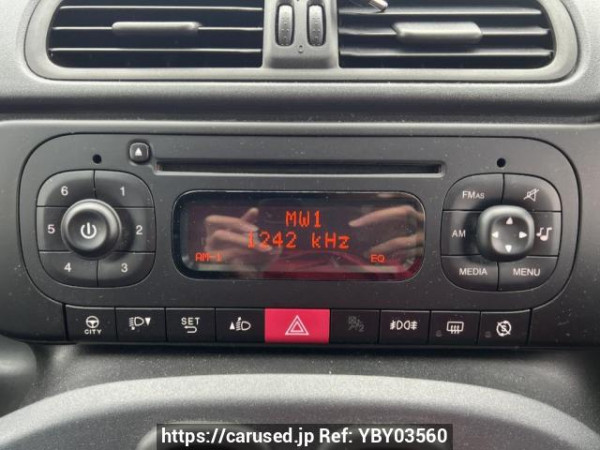 6 1
5 2
4 3
MW1
1242 kHz
AM-1 EQ
FMAS
AM
MEDIA MENU
CITY
SET
https://carused.jp Ref: YBY03560